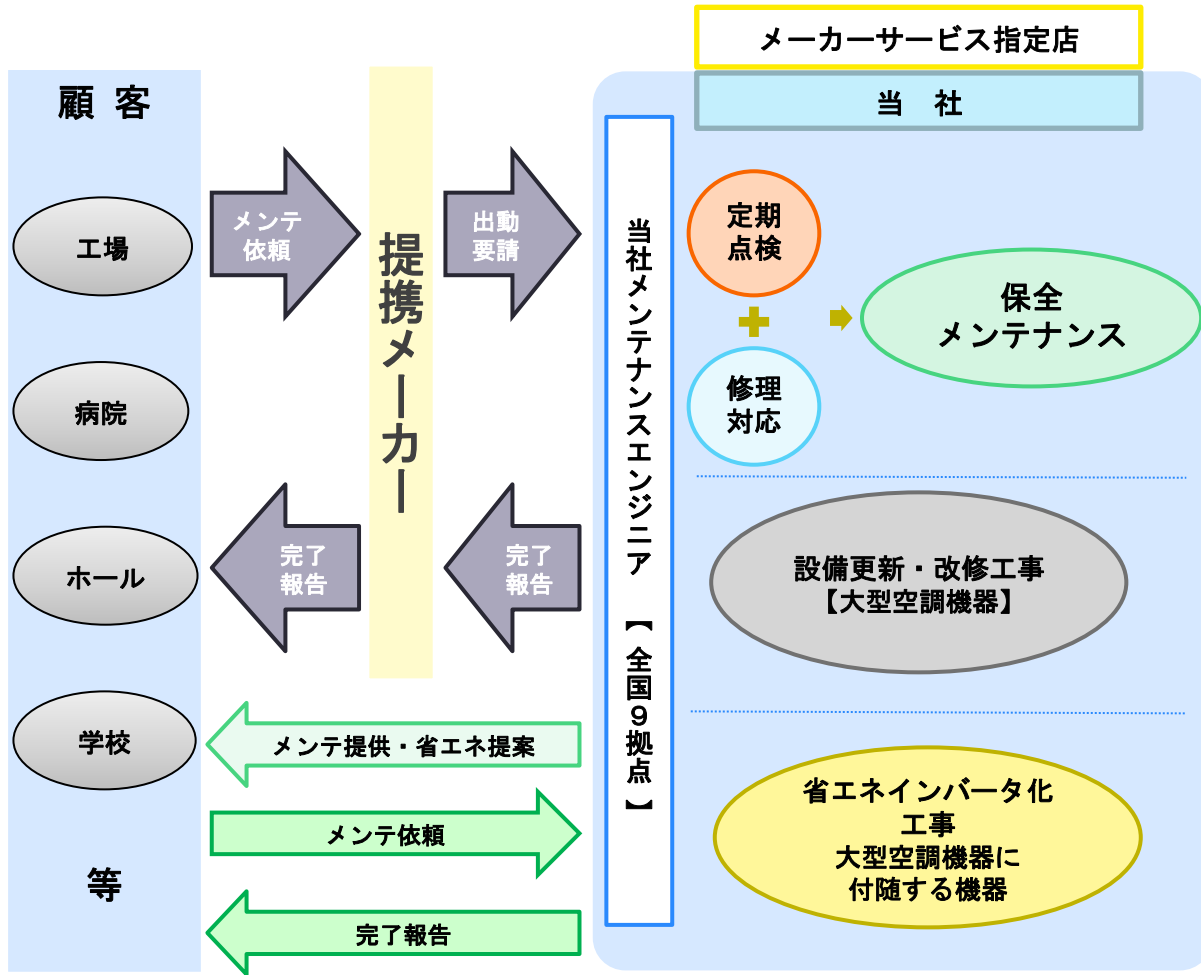 メーカーサービス指定店
顧 客
当 社
工場
病院
ホール
学校
等
メンテ
依頼
提携メーカー
出動
要請
完了
報告
完了
報告
メンテ提供・省エネ提案
メンテ依頼
完了報告
当社メンテナンスエンジニア 【 全国9拠点 】
定期
点検
修理
対応
保全
メンテナンス
設備更新・改修工事
【大型空調機器】
省エネインバータ化
工事
大型空調機器に
付随する機器